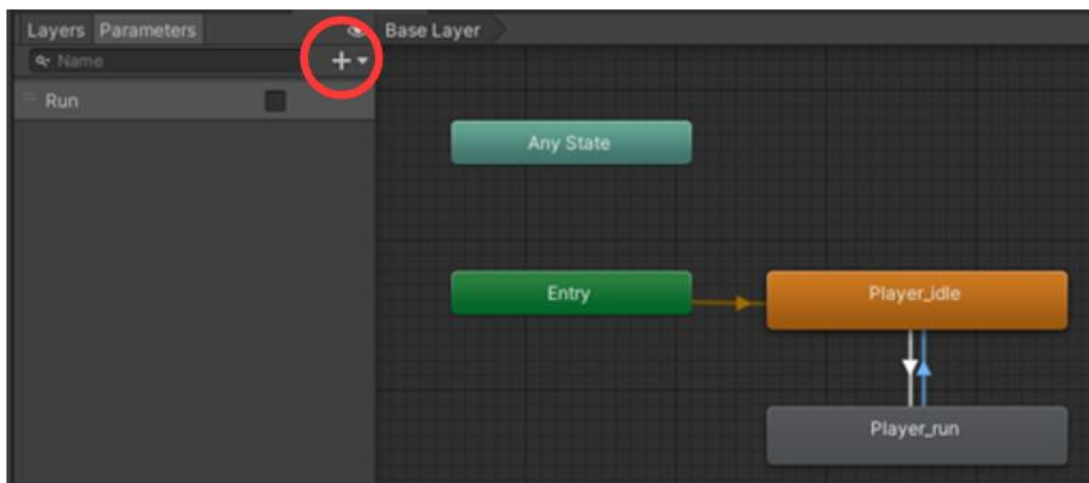 Layers Parameters
Base Layer
Name
Run
Any State
Entry
Player_idle
Player_run